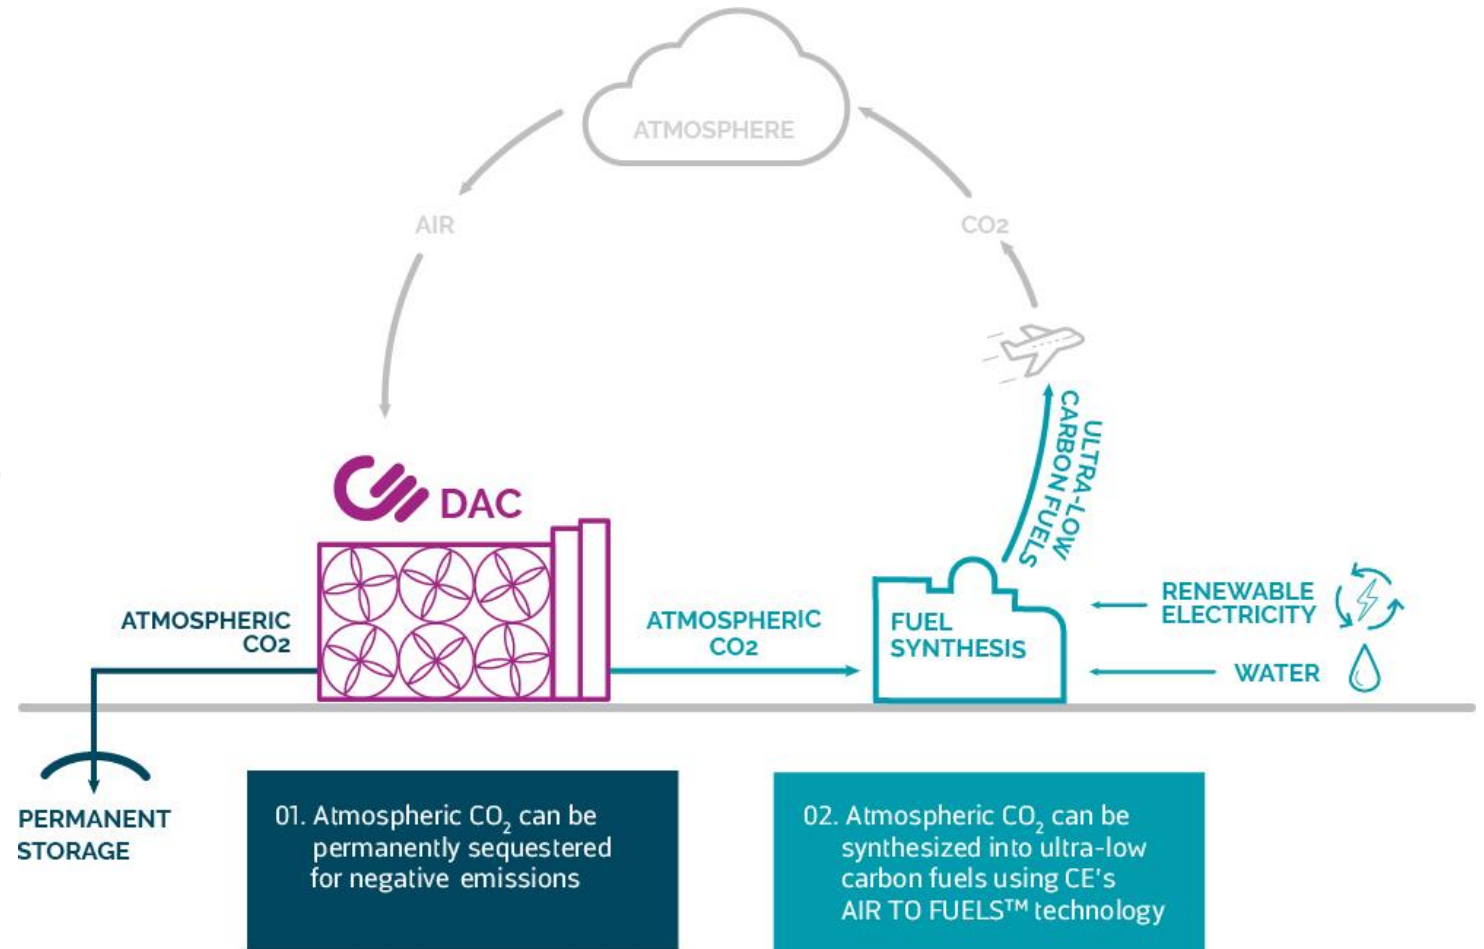 ATMOSPHERE
AIR
CO2
DAC
ULTRA-LOW
CARBON FUELS
ATMOSPHERIC
CO2
ATMOSPHERIC
CO2
FUEL
SYNTHESIS
RENEWABLE
ELECTRICITY
WATER
PERMANENT
STORAGE
01. Atmospheric CO₂ can be
permanently sequestered
for negative emissions
02. Atmospheric CO₂ can be
synthesized into ultra-low
carbon fuels using CE's
AIR TO FUELS™ technology